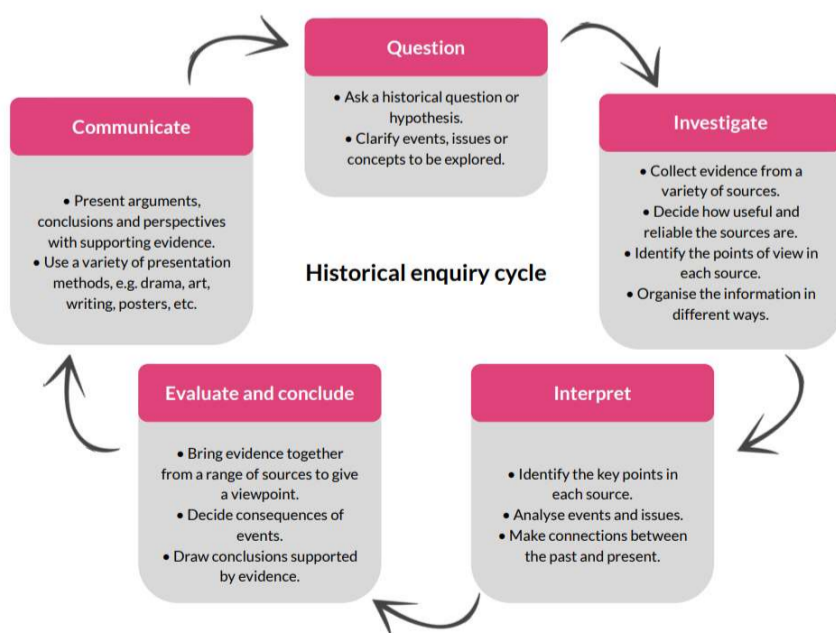 Question
• Ask a historical question or
hypothesis.
• Clarify events, issues or
concepts to be explored.
Investigate
• Collect evidence from a
variety of sources.
• Decide how useful and
reliable the sources are.
• Identify the points of view in
each source.
• Organise the information in
different ways.
Interpret
• Identify the key points in
each source.
• Analyse events and issues.
• Make connections between
the past and present.
Evaluate and conclude
• Bring evidence together
from a range of sources to give
a viewpoint.
• Decide consequences of
events.
• Draw conclusions supported
by evidence.
Communicate
• Present arguments,
conclusions and perspectives
with supporting evidence.
• Use a variety of presentation
methods, e.g. drama, art,
writing, posters, etc.
Historical enquiry cycle